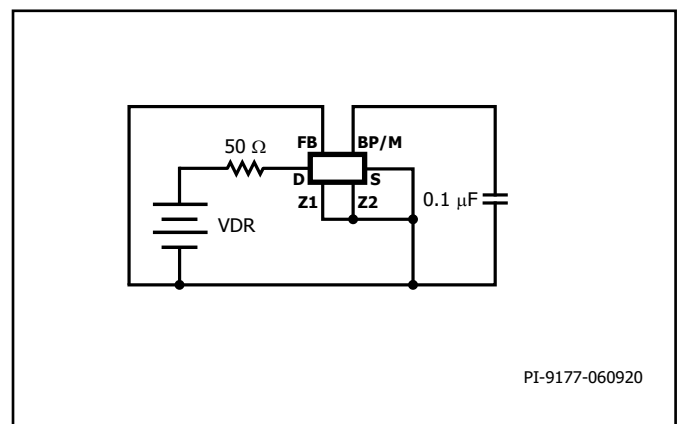 FB BP/M
50 Ω
D S
Z1 Z2
0.1 μF
VDR
PI-9177-060920